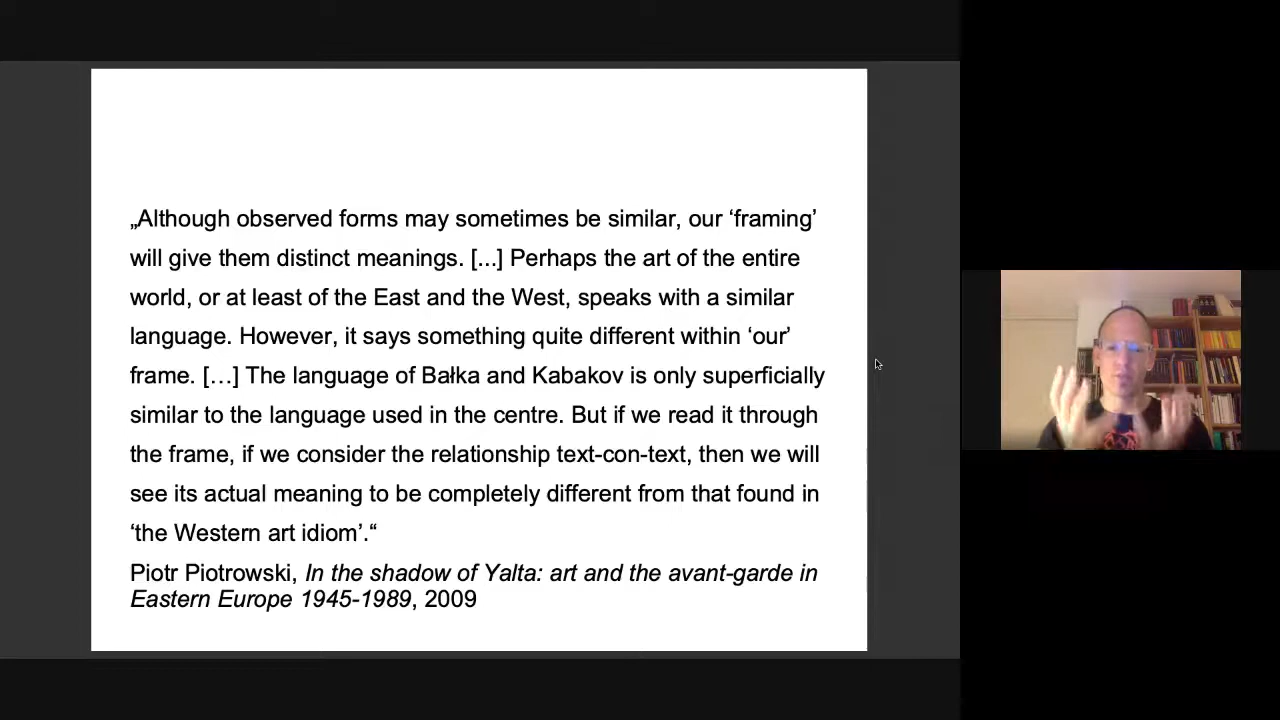 „Although observed forms may sometimes be similar, our ‘framing’
will give them distinct meanings. [...] Perhaps the art of the entire
world, or at least of the East and the West, speaks with a similar
language. However, it says something quite different within ‘our’
frame. […] The language of Bałka and Kabakov is only superficially
similar to the language used in the centre. But if we read it through
the frame, if we consider the relationship text-con-text, then we will
see its actual meaning to be completely different from that found in
‘the Western art idiom’.“
Piotr Piotrowski, In the shadow of Yalta: art and the avant-garde in
Eastern Europe 1945-1989, 2009